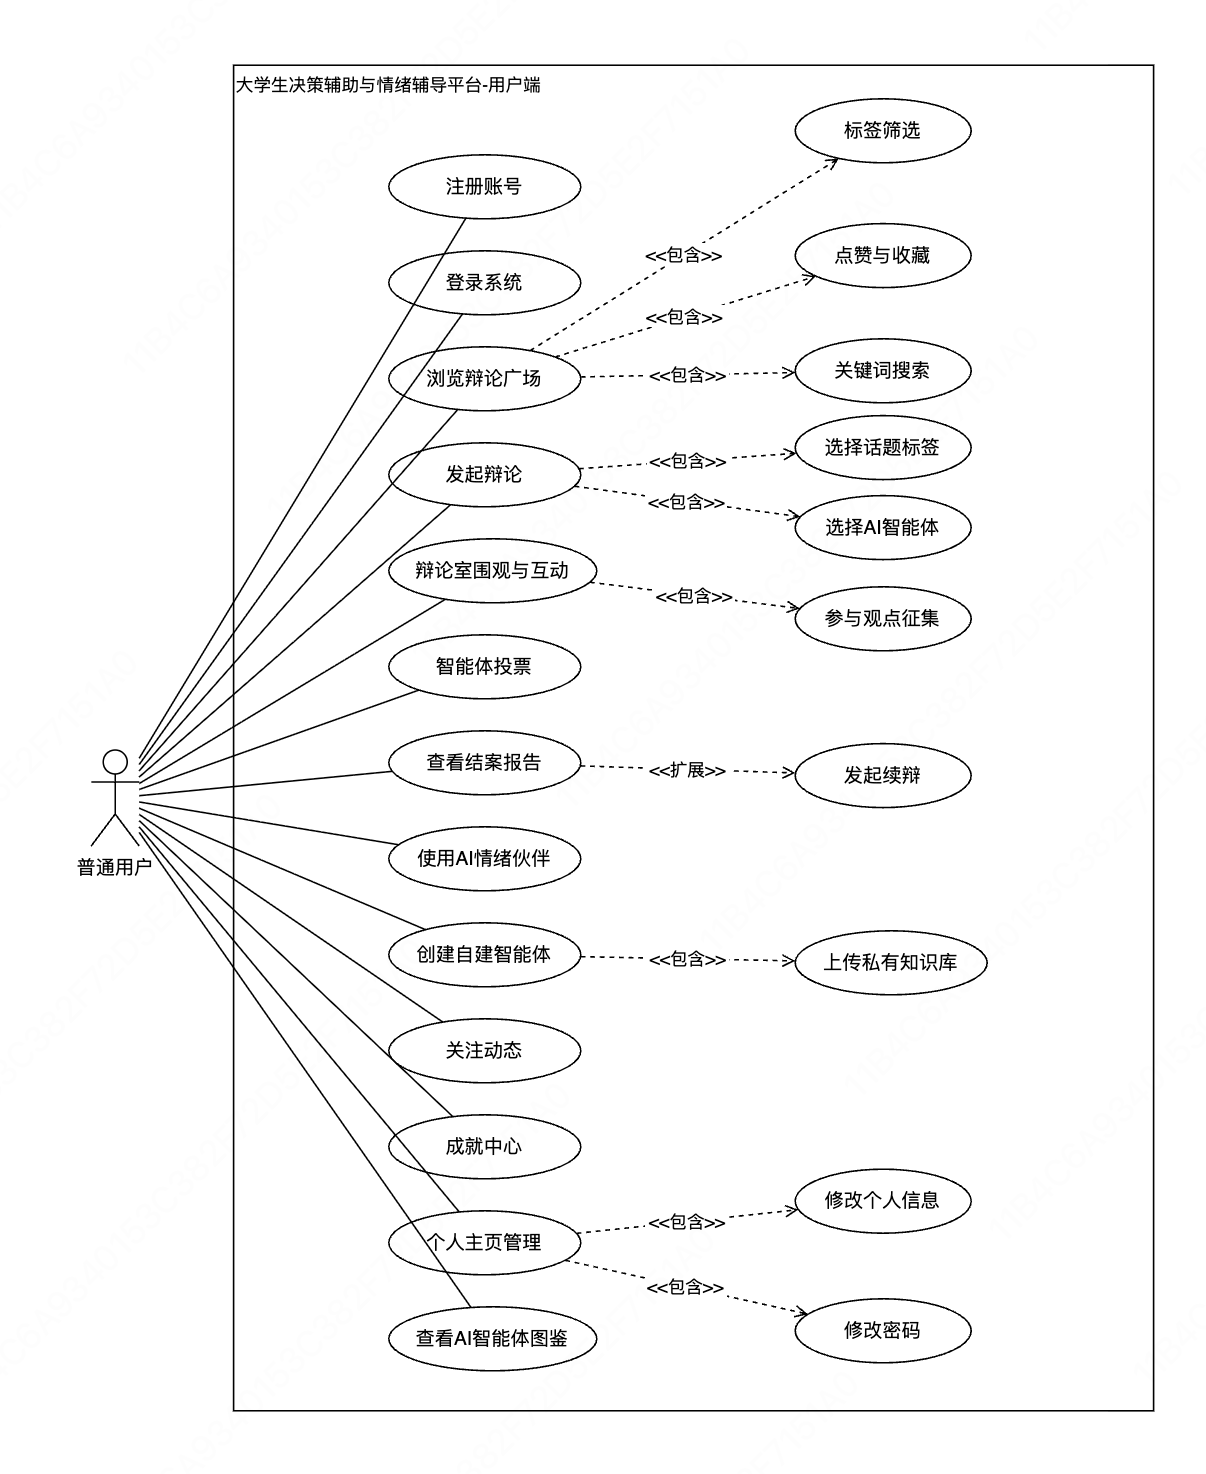 大学生决策辅助与情绪辅导平台-用户端
标签筛选
注册账号
点赞与收藏
<<包含>>
登录系统
<<包含>>
关键词搜索
浏览辩论广场
<<包含>>
选择话题标签
<<包含>>
发起辩论
<<包含>>
选择AI智能体
辩论室围观与互动
<<包含>>
参与观点征集
智能体投票
查看结案报告
<<扩展>>
发起续辩
普通用户
使用AI情绪伙伴
创建自建智能体
<<包含>>
上传私有知识库
关注动态
成就中心
修改个人信息
<<包含>>
个人主页管理
<<包含>>
修改密码
查看AI智能体图鉴